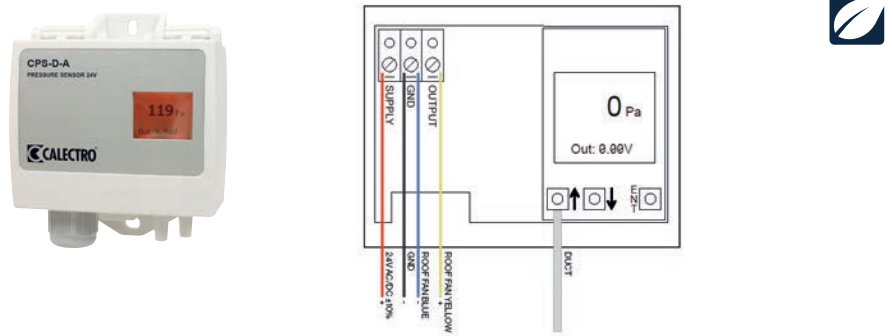 CPS-D-A
PRESSURE SENSOR 24V
119 Pa
CALECTRO
SUPPLY
GND
OUTPUT
0 Pa
Out: 0.00V
ENT
24V AC/DC ±10%
+
GND
-
ROOF FAN BLUE
-
ROOF FAN YELLOW
+
DUCT